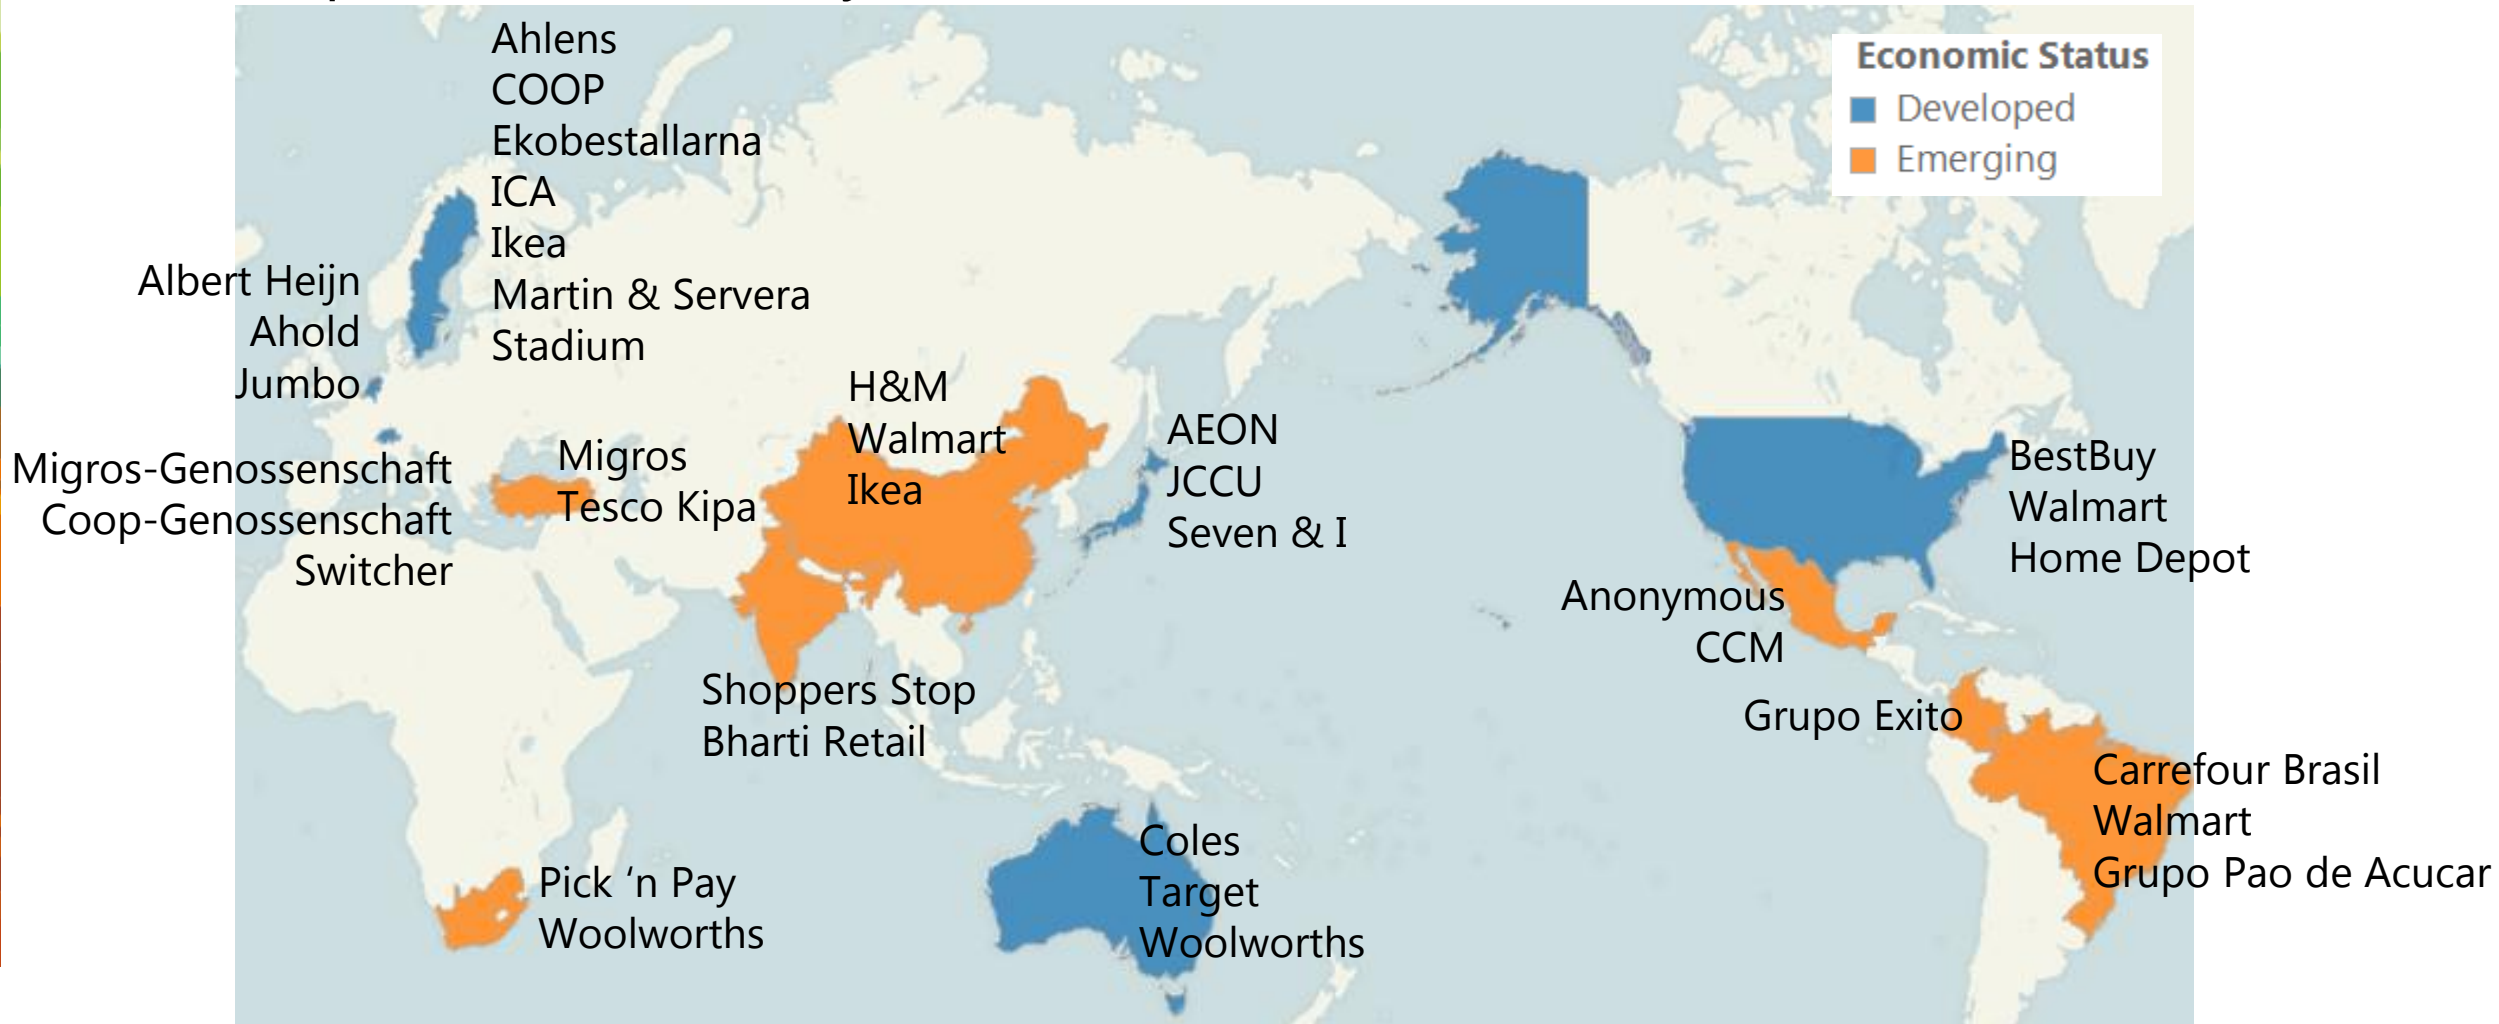 Ahlens
COOP
Ekobestallarna
ICA
Ikea
Martin & Servera
Stadium
Economic Status
Developed
Emerging
Albert Heijn
Ahold
Jumbo
H&M
Walmart
Ikea
AEON
JCCU
Seven & I
Migros-Genossenschaft
Coop-Genossenschaft
Switcher
Migros
Tesco Kipa
BestBuy
Walmart
Home Depot
Anonymous
CCM
Shoppers Stop
Bharti Retail
Grupo Exito
Carrefour Brasil
Walmart
Grupo Pao de Acucar
Pick ‘n Pay
Woolworths
Coles
Target
Woolworths